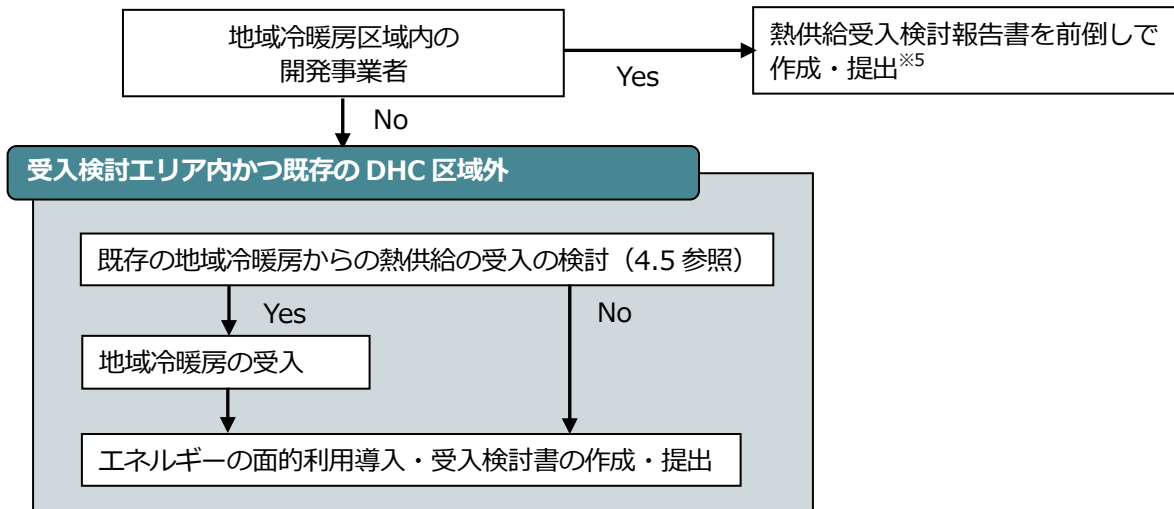 地域冷暖房区域内の
開発事業者
Yes
熱供給受入検討報告書を前倒しで
作成・提出※5
No
受入検討エリア内かつ既存の DHC 区域外
既存の地域冷暖房からの熱供給の受入の検討（4.5 参照）
Yes
No
地域冷暖房の受入
エネルギーの面的利用導入・受入検討書の作成・提出